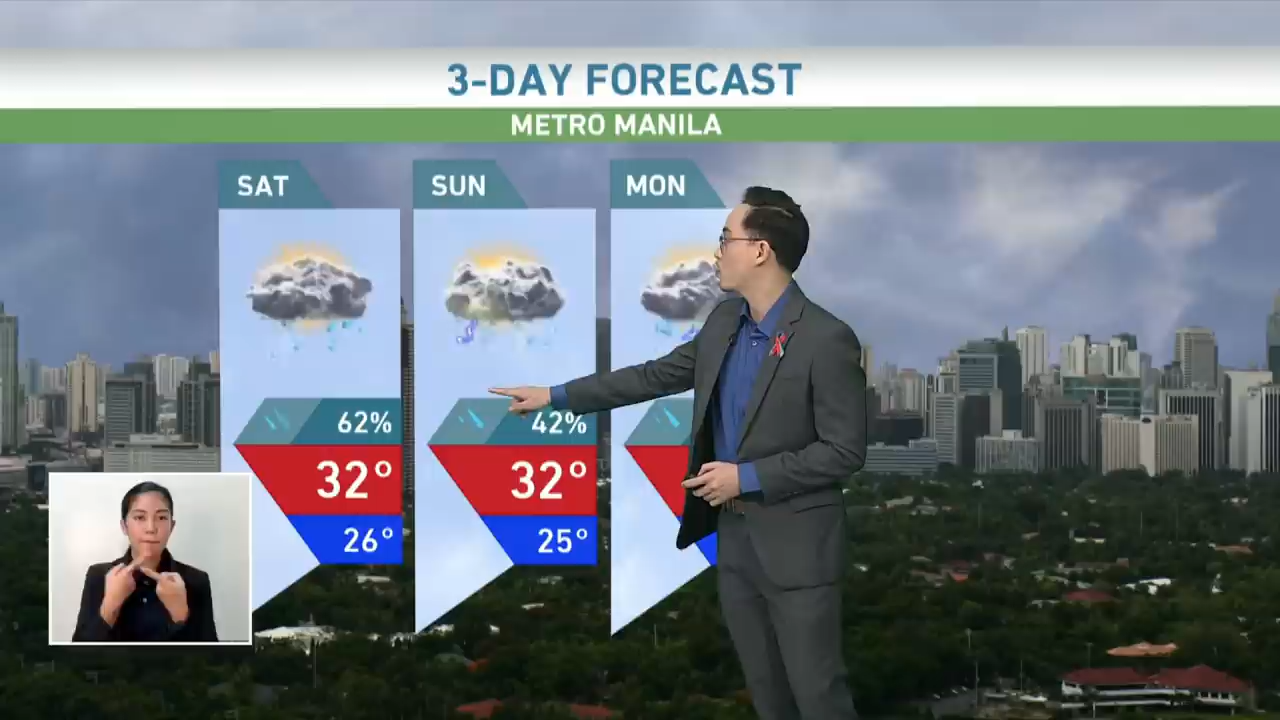 3-DAY FORECAST
METRO MANILA
SAT
SUN
MON
62%
42%
32°
32°
26°
25°